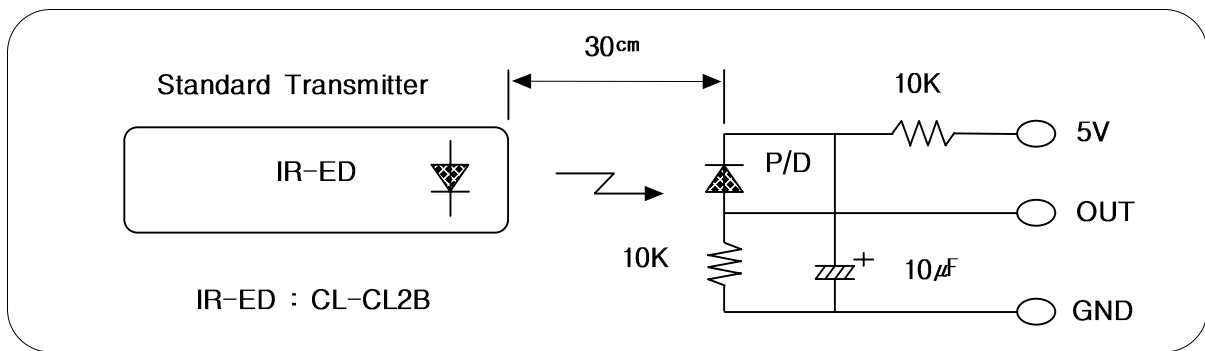 30cm
Standard Transmitter
10K
5V
IR-ED
P/D
OUT
10K
+
10μF
IR-ED : CL-CL2B
GND